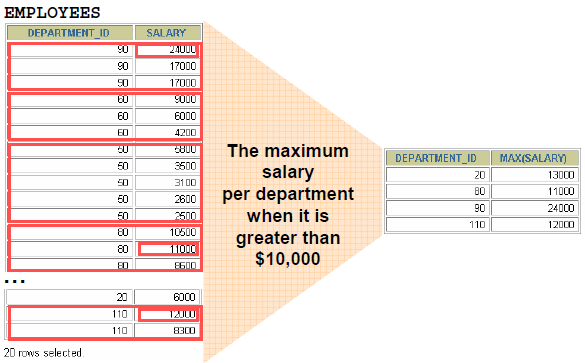 EMPLOYEES
DEPARTMENT_ID SALARY
90 24000
90 17000
90 17000
60 9000
60 6000
60 4200
50 5800
50 3500
50 3100
50 2600
50 2500
80 10500
80 11000
80 8600
...
20 6000
110 12000
110 8300
20 rows selected.
The maximum
salary
per department
when it is
greater than
$10,000
DEPARTMENT_ID MAX(SALARY)
20 13000
80 11000
90 24000
110 12000